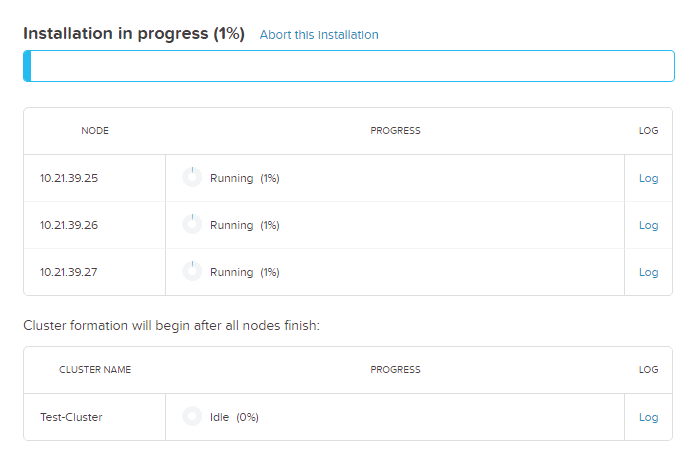 Installation in progress (1%) Abort this installation
NODE PROGRESS LOG
10.21.39.25 Running (1%) Log
10.21.39.26 Running (1%) Log
10.21.39.27 Running (1%) Log
Cluster formation will begin after all nodes finish:
CLUSTER NAME PROGRESS LOG
Test-Cluster Idle (0%) Log